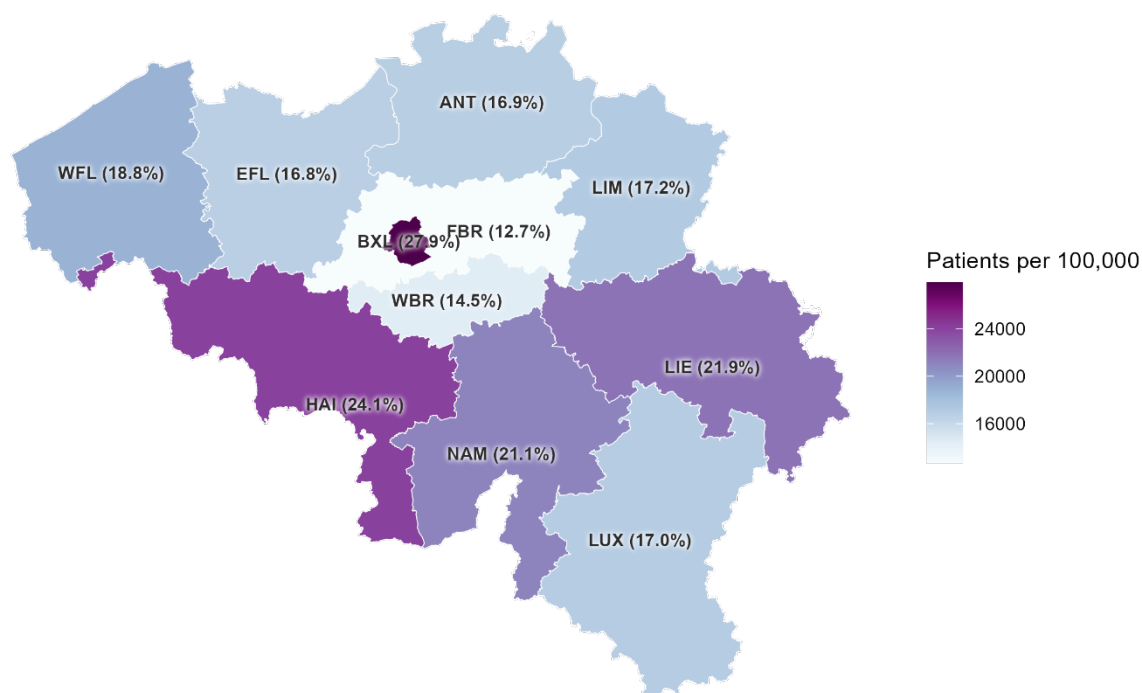 ANT (16.9%)
WFL (18.8%)
EFL (16.8%)
LIM (17.2%)
BXL (27.9%)
FBR (12.7%)
WBR (14.5%)
LIE (21.9%)
HAI (24.1%)
NAM (21.1%)
LUX (17.0%)
Patients per 100,000
24000
20000
16000